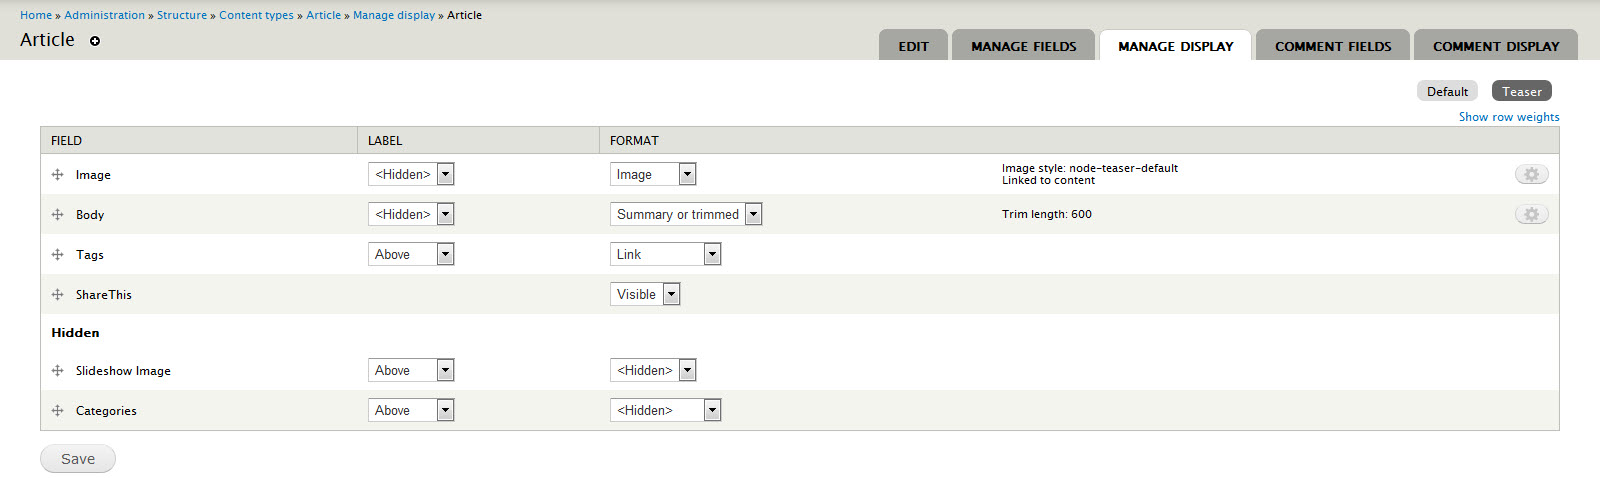 Home » Administration » Structure » Content types » Article » Manage display » Article
Article
EDIT MANAGE FIELDS MANAGE DISPLAY COMMENT FIELDS COMMENT DISPLAY
Default Teaser
Show row weights
FIELD LABEL FORMAT
Image <Hidden> Image Image style: node-teaser-default
Linked to content
Body <Hidden> Summary or trimmed Trim length: 600
Tags Above Link
ShareThis Visible
Hidden
Slideshow Image Above <Hidden>
Categories Above <Hidden>
Save